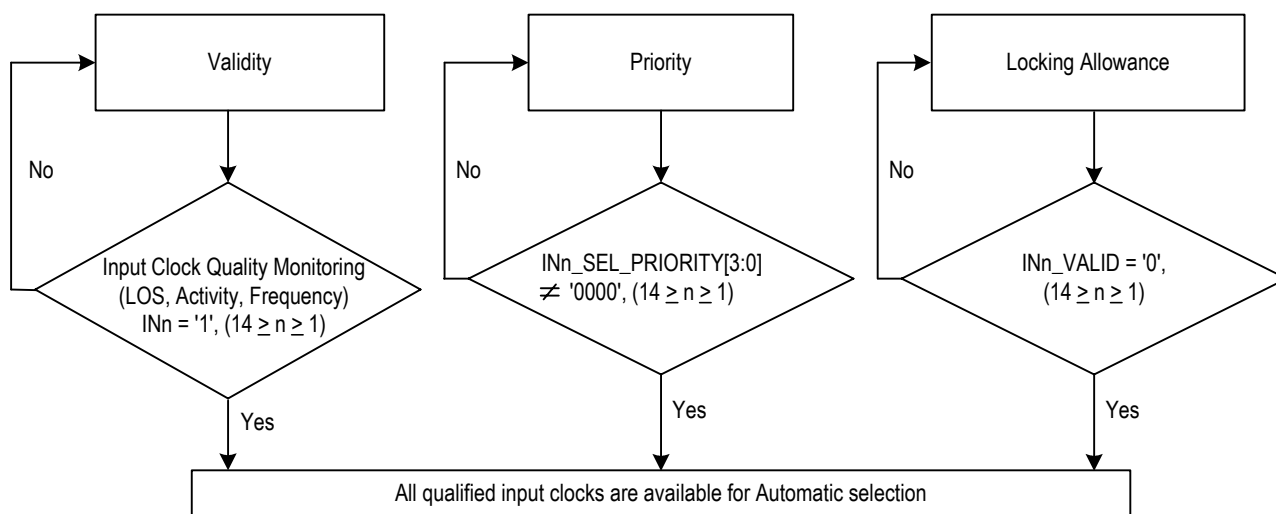 Validity
Priority
Locking Allowance
No
No
No
Input Clock Quality Monitoring
(LOS, Activity, Frequency)
INn = '1', (14 ≥ n ≥ 1)
INn_SEL_PRIORITY[3:0]
≠ '0000', (14 ≥ n ≥ 1)
INn_VALID = '0',
(14 ≥ n ≥ 1)
Yes
Yes
Yes
All qualified input clocks are available for Automatic selection